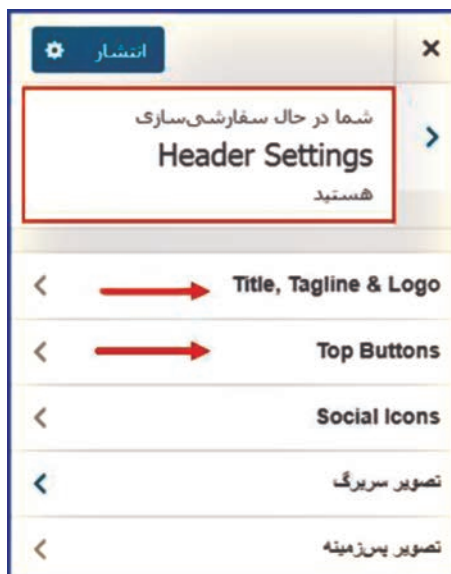 انتشار
شما در حال سفارشی‌سازی
Header Settings
هستید
Title, Tagline & Logo
Top Buttons
Social Icons
تصویر سربرگ
تصویر پس‌زمینه